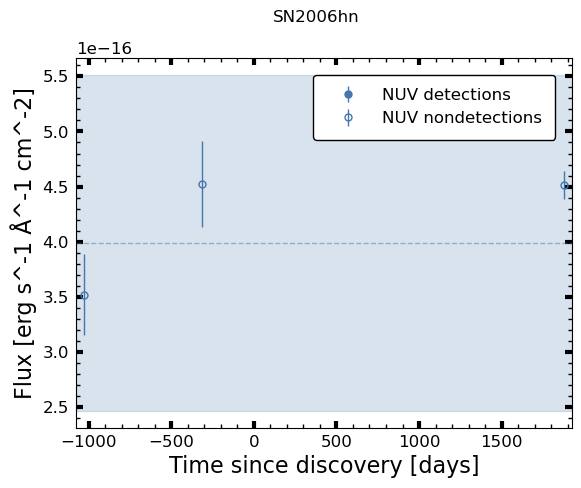 SN2006hn
1e−16
5.5
5.0
4.5
4.0
3.5
3.0
2.5
Flux [erg s^-1 Å^-1 cm^-2]
NUV detections
NUV nondetections
−1000 −500 0 500 1000 1500
Time since discovery [days]